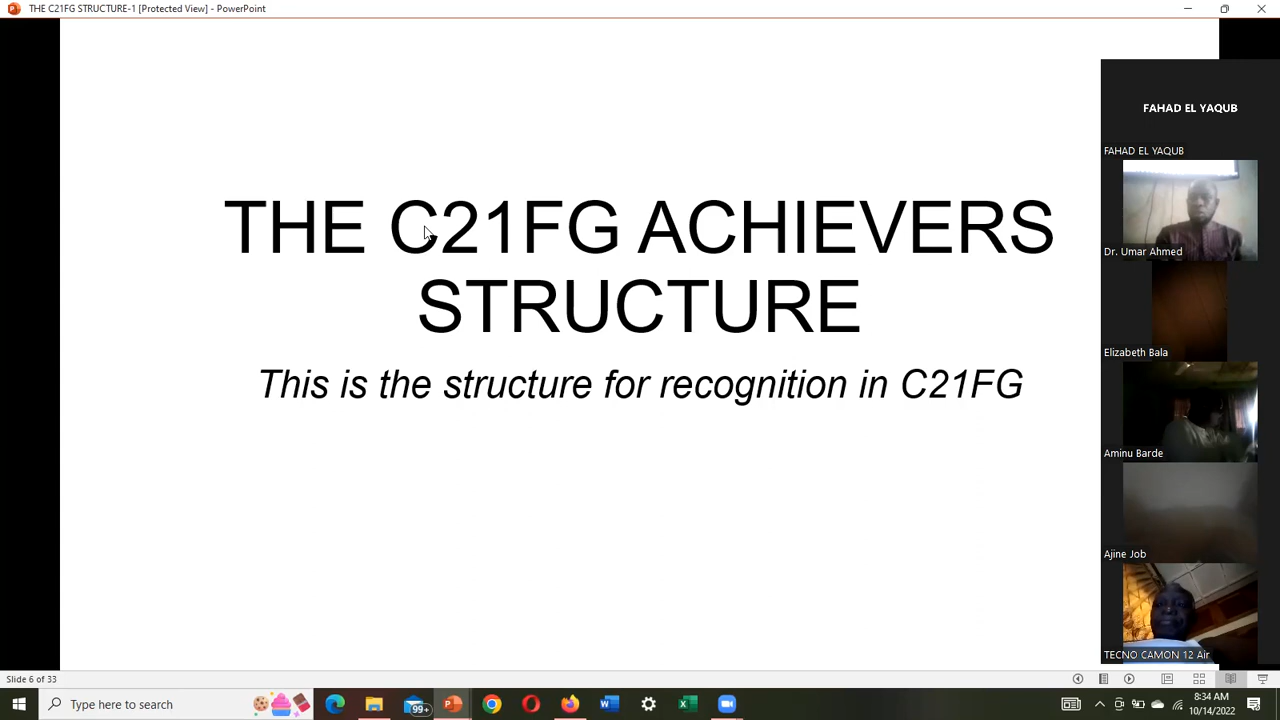 THE C21FG STRUCTURE-1 [Protected View] - PowerPoint
THE C21FG ACHIEVERS
STRUCTURE
This is the structure for recognition in C21FG
FAHAD EL YAQUB
FAHAD EL YAQUB
Dr. Umar Ahmed
Elizabeth Bala
Aminu Barde
Ajine Job
TECNO CAMON 12 Air
Slide 6 of 33
Type here to search
99+
8:34 AM
10/14/2022